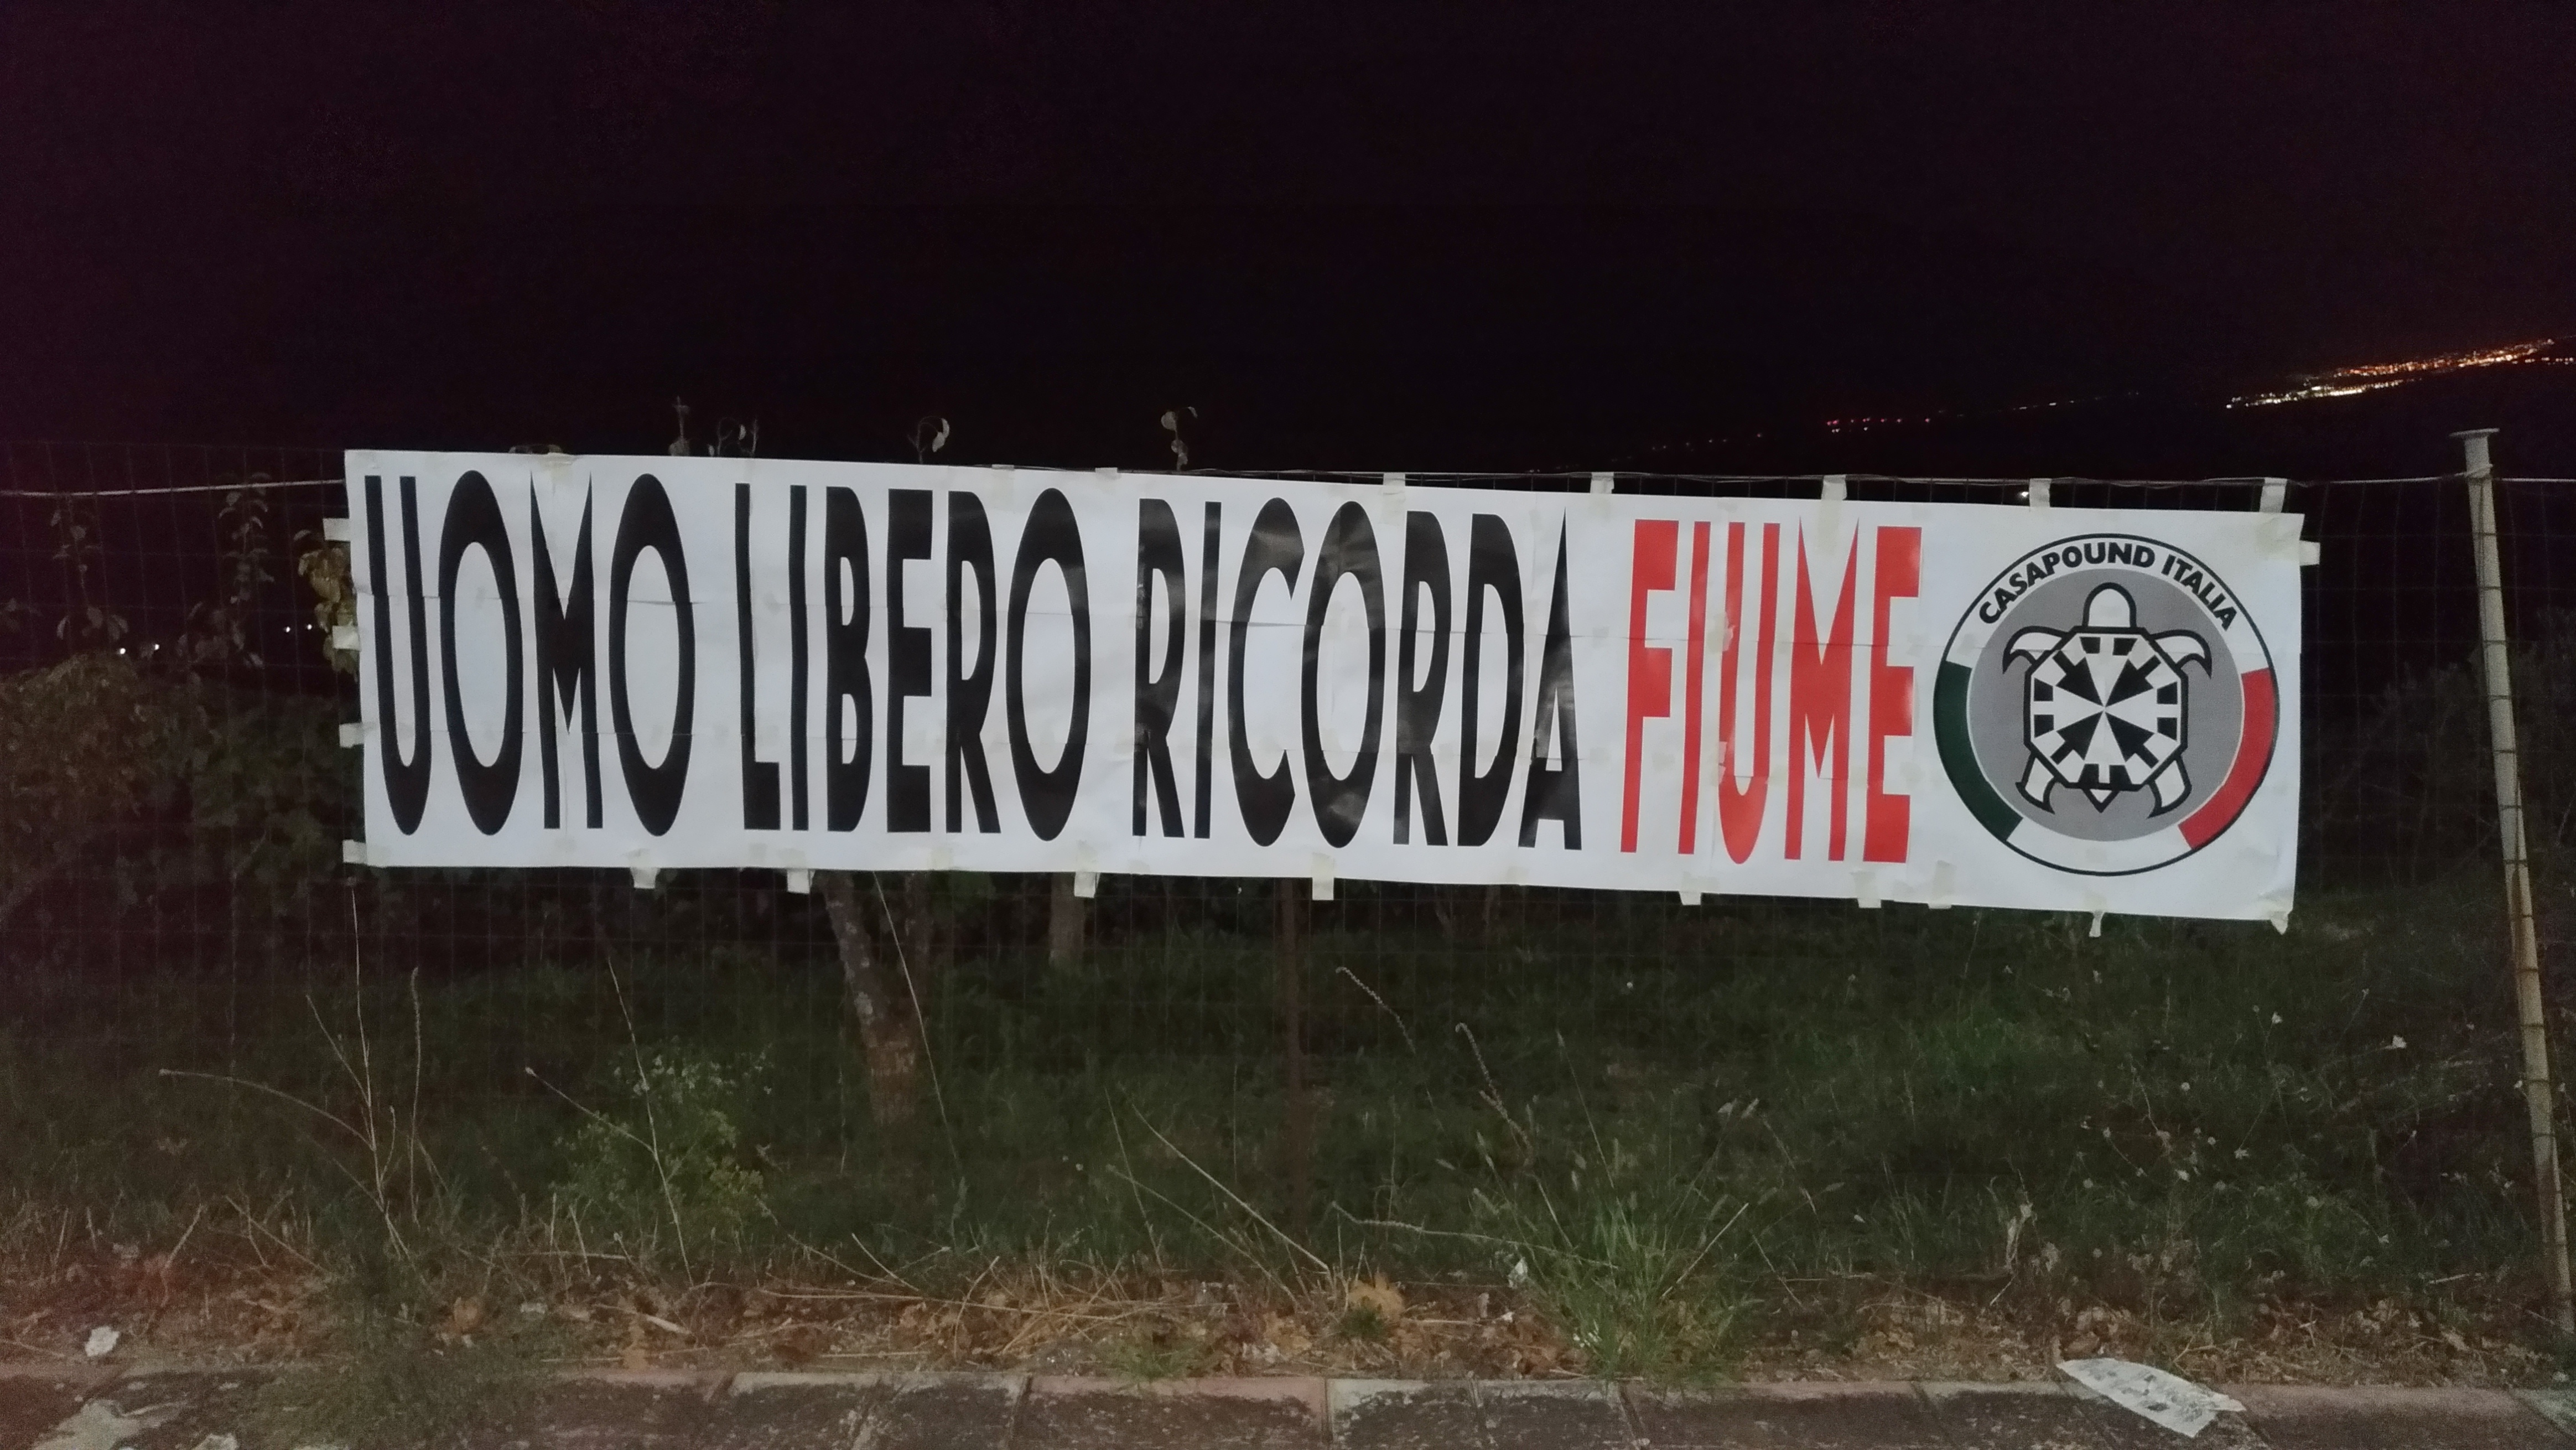 UOMO LIBERO RICORDA FIUME
CASAPOUND ITALIA